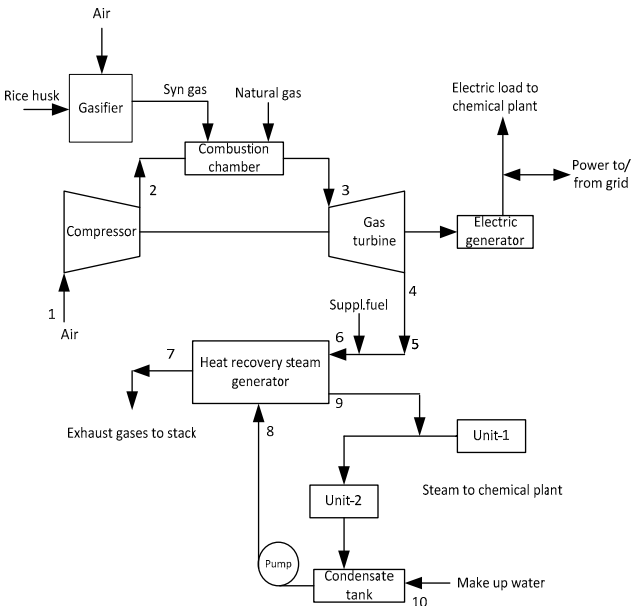 Air
Rice husk
Gasifier
Syn gas
Natural gas
Combustion
chamber
Electric load to
chemical plant
Power to/
from grid
2
3
Compressor
Gas
turbine
Electric
generator
1
Air
4
Suppl.fuel
5
6
7
Heat recovery steam
generator
9
8
Exhaust gases to stack
Unit-1
Steam to chemical plant
Unit-2
Pump
Condensate
tank
Make up water
10